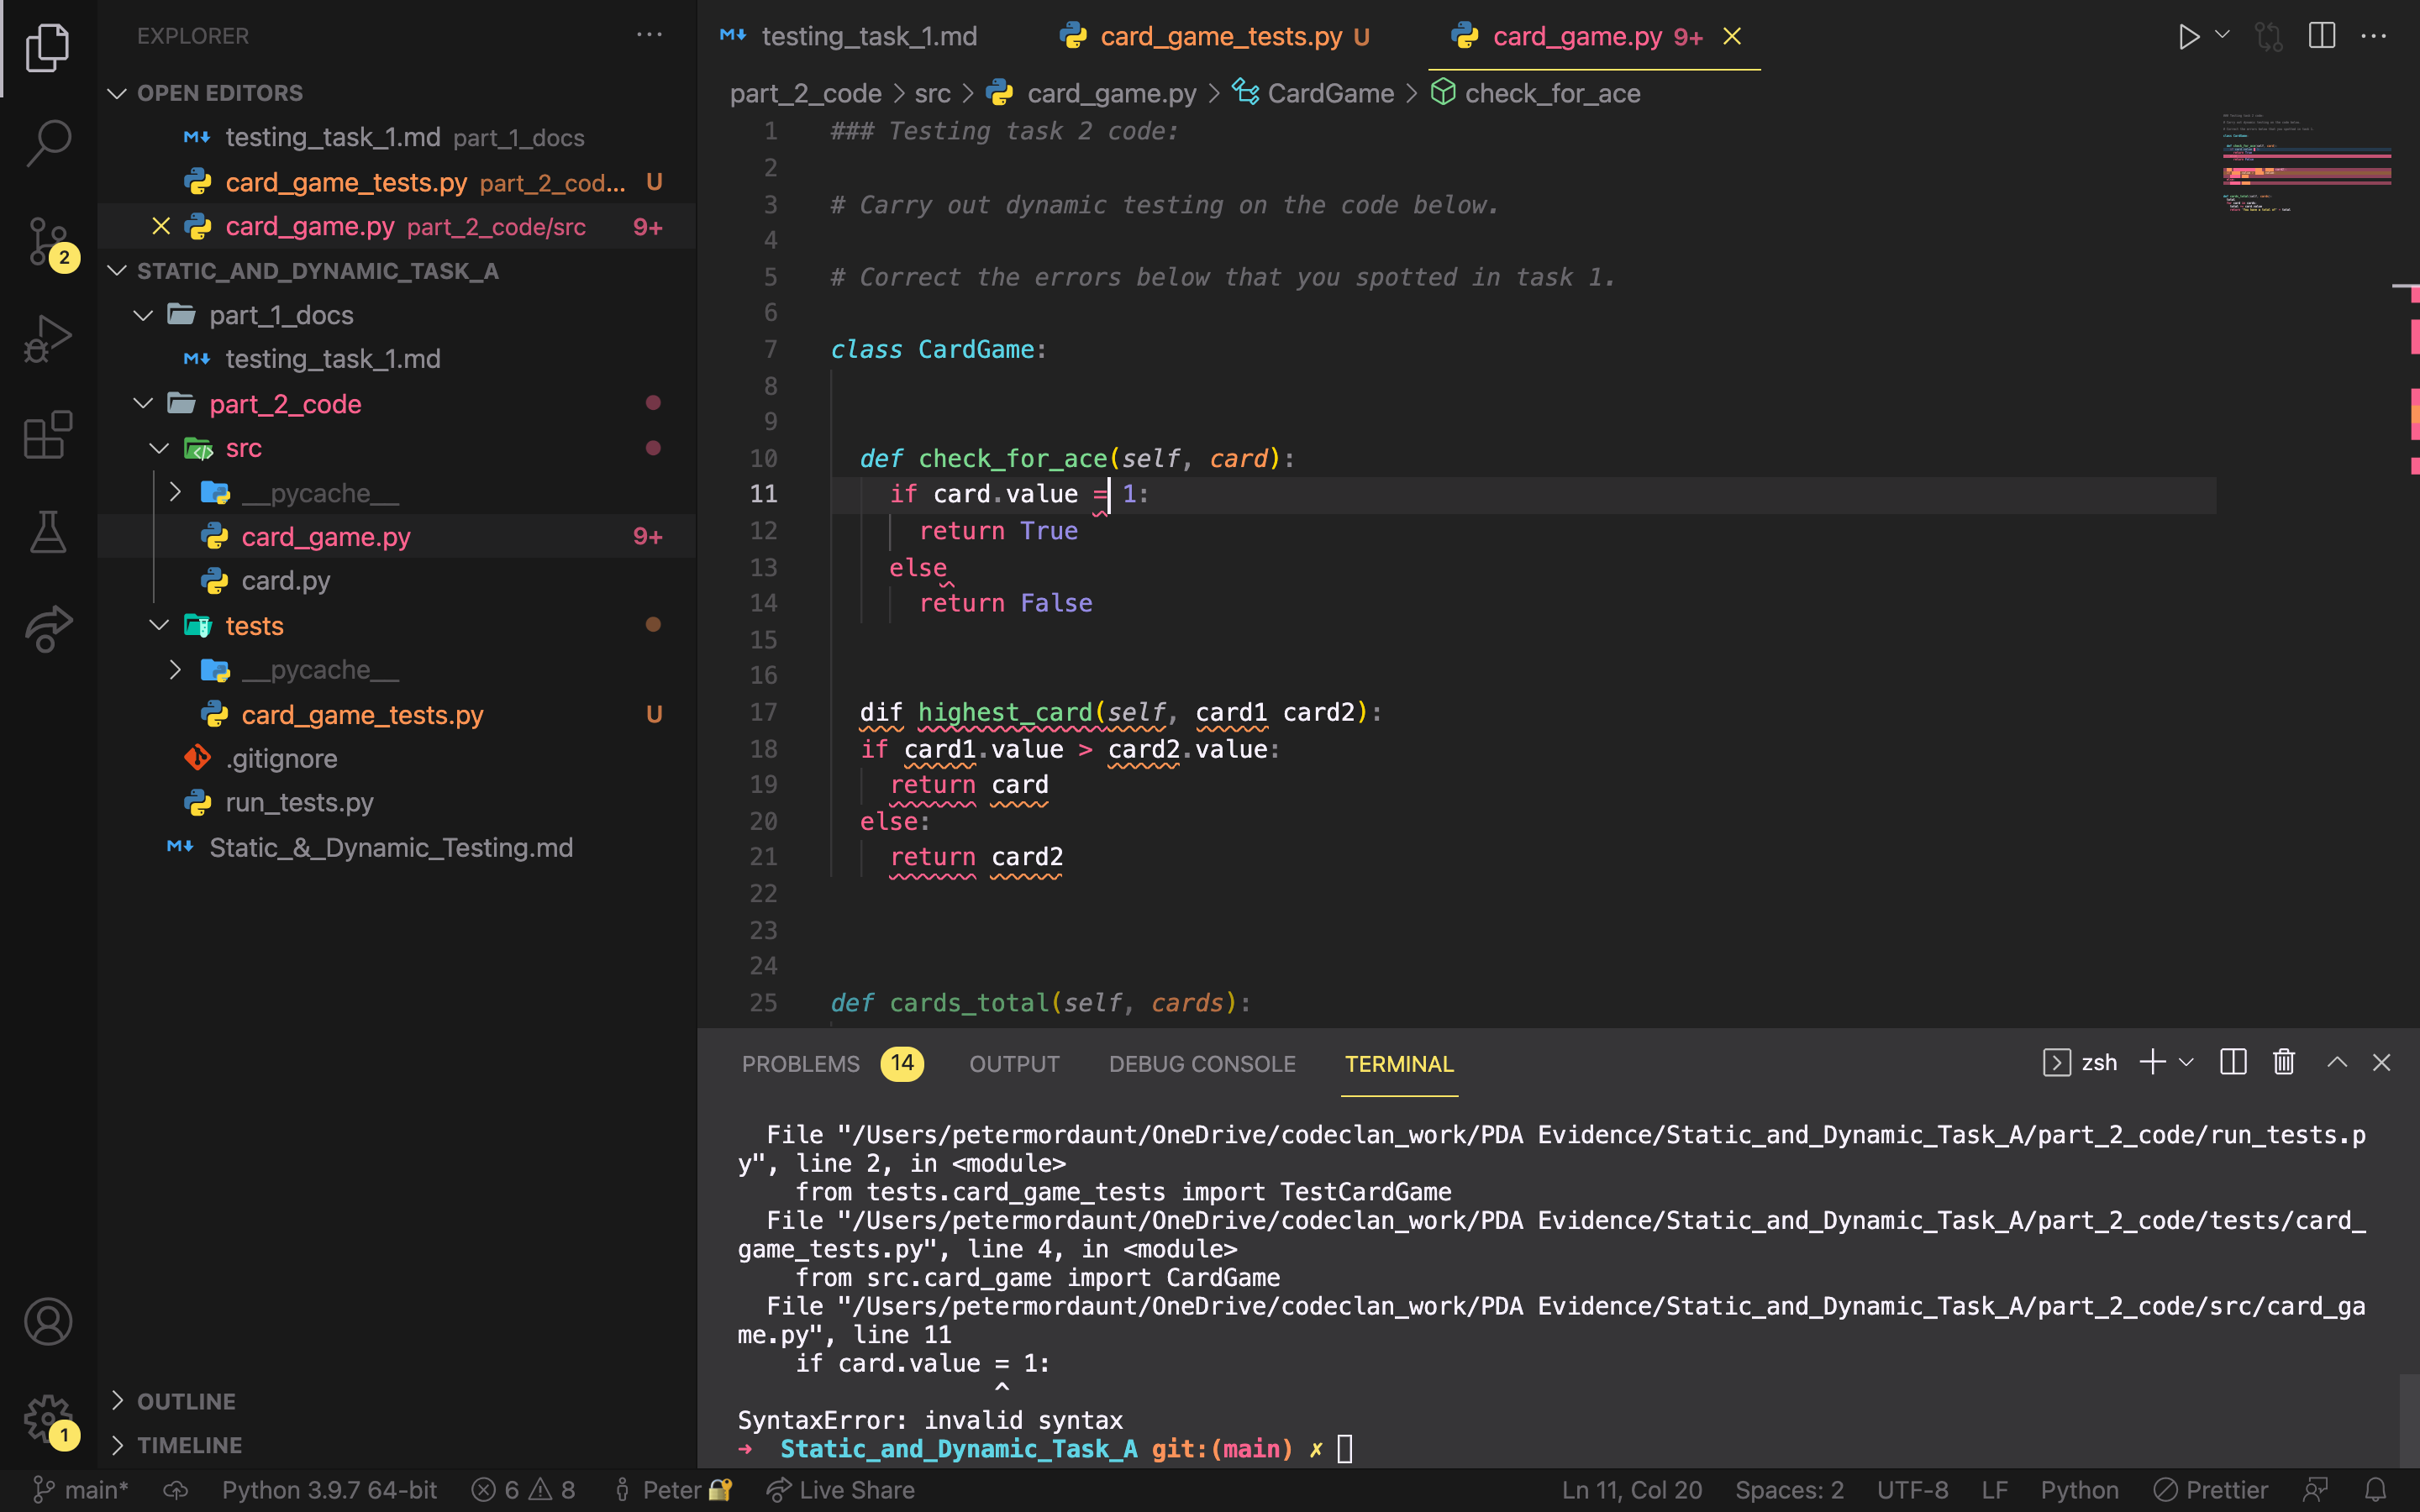 EXPLORER
OPEN EDITORS
testing_task_1.md part_1_docs
card_game_tests.py part_2_cod... U
card_game.py part_2_code/src 9+
STATIC_AND_DYNAMIC_TASK_A
part_1_docs
testing_task_1.md
part_2_code
src
__pycache__
card_game.py 9+
card.py
tests
__pycache__
card_game_tests.py U
.gitignore
run_tests.py
Static_&_Dynamic_Testing.md
OUTLINE
TIMELINE
2
1
testing_task_1.md card_game_tests.py U card_game.py 9+
part_2_code > src > card_game.py > CardGame > check_for_ace
1 ### Testing task 2 code:
2
3 # Carry out dynamic testing on the code below.
4
5 # Correct the errors below that you spotted in task 1.
6
7 class CardGame:
8
9
10 def check_for_ace(self, card):
11 if card.value = 1:
12 return True
13 else
14 return False
15
16
17 dif highest_card(self, card1 card2):
18 if card1.value > card2.value:
19 return card
20 else:
21 return card2
22
23
24
25 def cards_total(self, cards):
PROBLEMS 14 OUTPUT DEBUG CONSOLE TERMINAL zsh
File "/Users/petermordaunt/OneDrive/codeclan_work/PDA Evidence/Static_and_Dynamic_Task_A/part_2_code/run_tests.p
y", line 2, in <module>
from tests.card_game_tests import TestCardGame
File "/Users/petermordaunt/OneDrive/codeclan_work/PDA Evidence/Static_and_Dynamic_Task_A/part_2_code/tests/card_
game_tests.py", line 4, in <module>
from src.card_game import CardGame
File "/Users/petermordaunt/OneDrive/codeclan_work/PDA Evidence/Static_and_Dynamic_Task_A/part_2_code/src/card_ga
me.py", line 11
if card.value = 1:
^
SyntaxError: invalid syntax
➜ Static_and_Dynamic_Task_A git:(main) ✗
main* Python 3.9.7 64-bit 6 8 Peter Live Share Ln 11, Col 20 Spaces: 2 UTF-8 LF Python Prettier